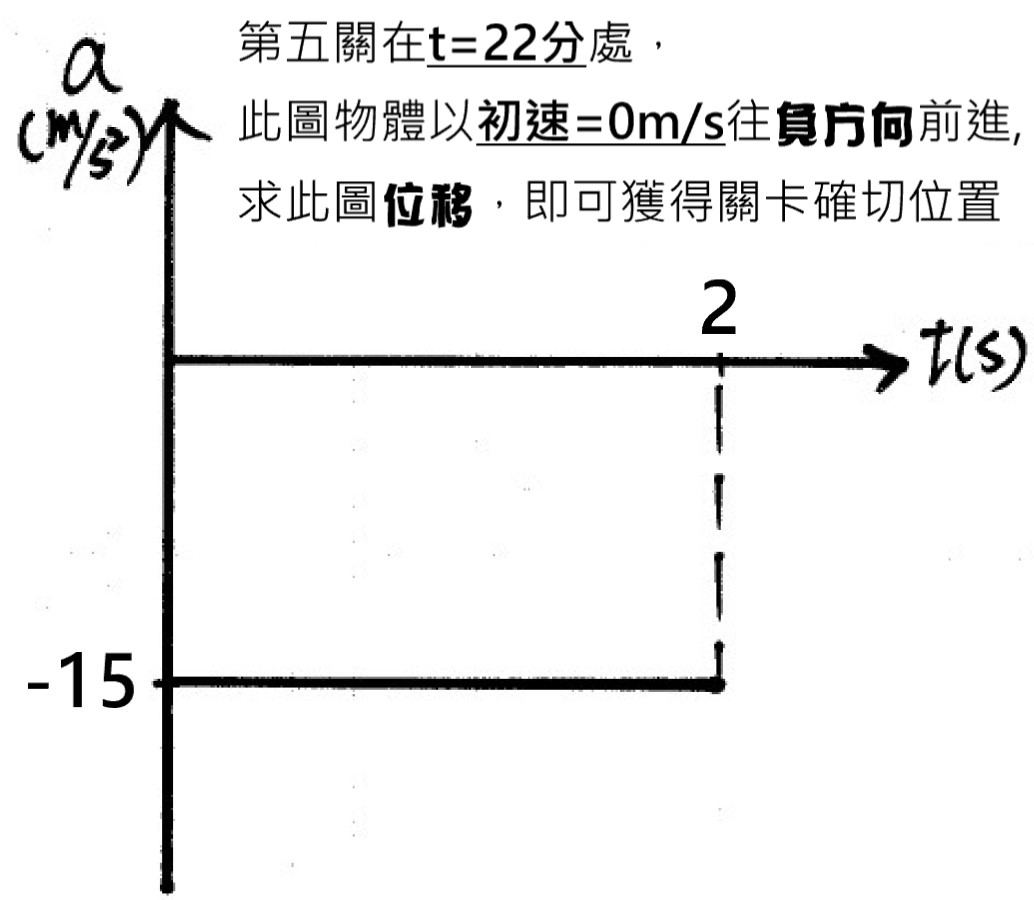 第五關在t=22分處，
此圖物體以初速=0m/s往負方向前進,
求此圖位移，即可獲得關卡確切位置
a
(m/s²)
2
t(s)
-15